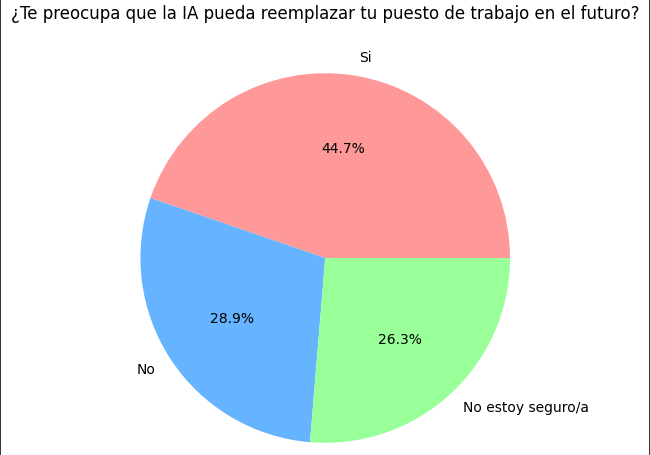 ¿Te preocupa que la IA pueda reemplazar tu puesto de trabajo en el futuro?
Si
44.7%
28.9%
26.3%
No
No estoy seguro/a